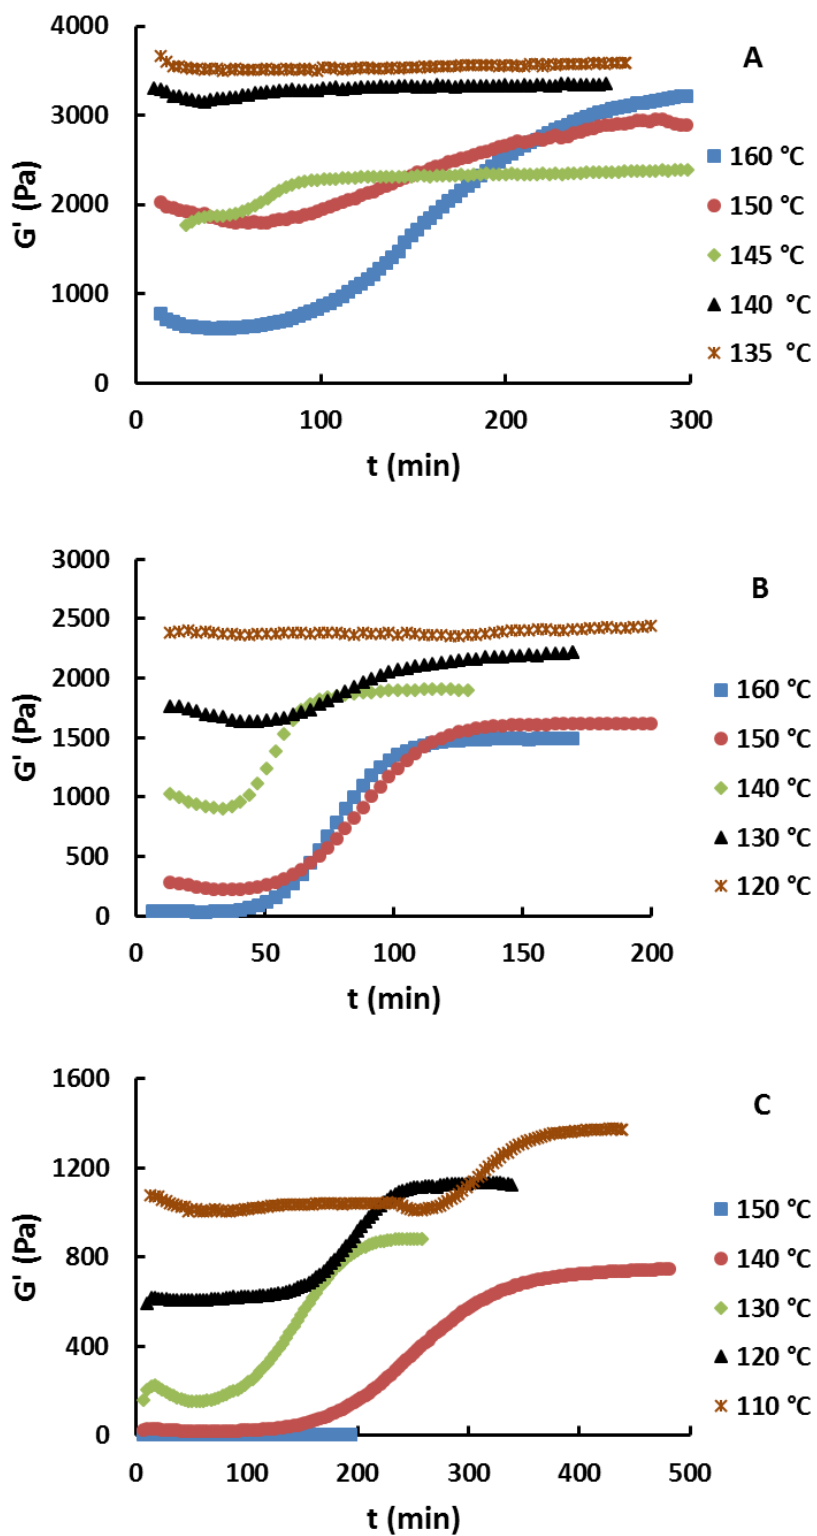 4000
3000
2000
1000
0
G' (Pa)
0 100 200 300
t (min)
A
160 °C
150 °C
145 °C
140 °C
135 °C
3000
2500
2000
1500
1000
500
0
G' (Pa)
0 50 100 150 200
t (min)
B
160 °C
150 °C
140 °C
130 °C
120 °C
1600
1200
800
400
0
G' (Pa)
0 100 200 300 400 500
t (min)
C
150 °C
140 °C
130 °C
120 °C
110 °C